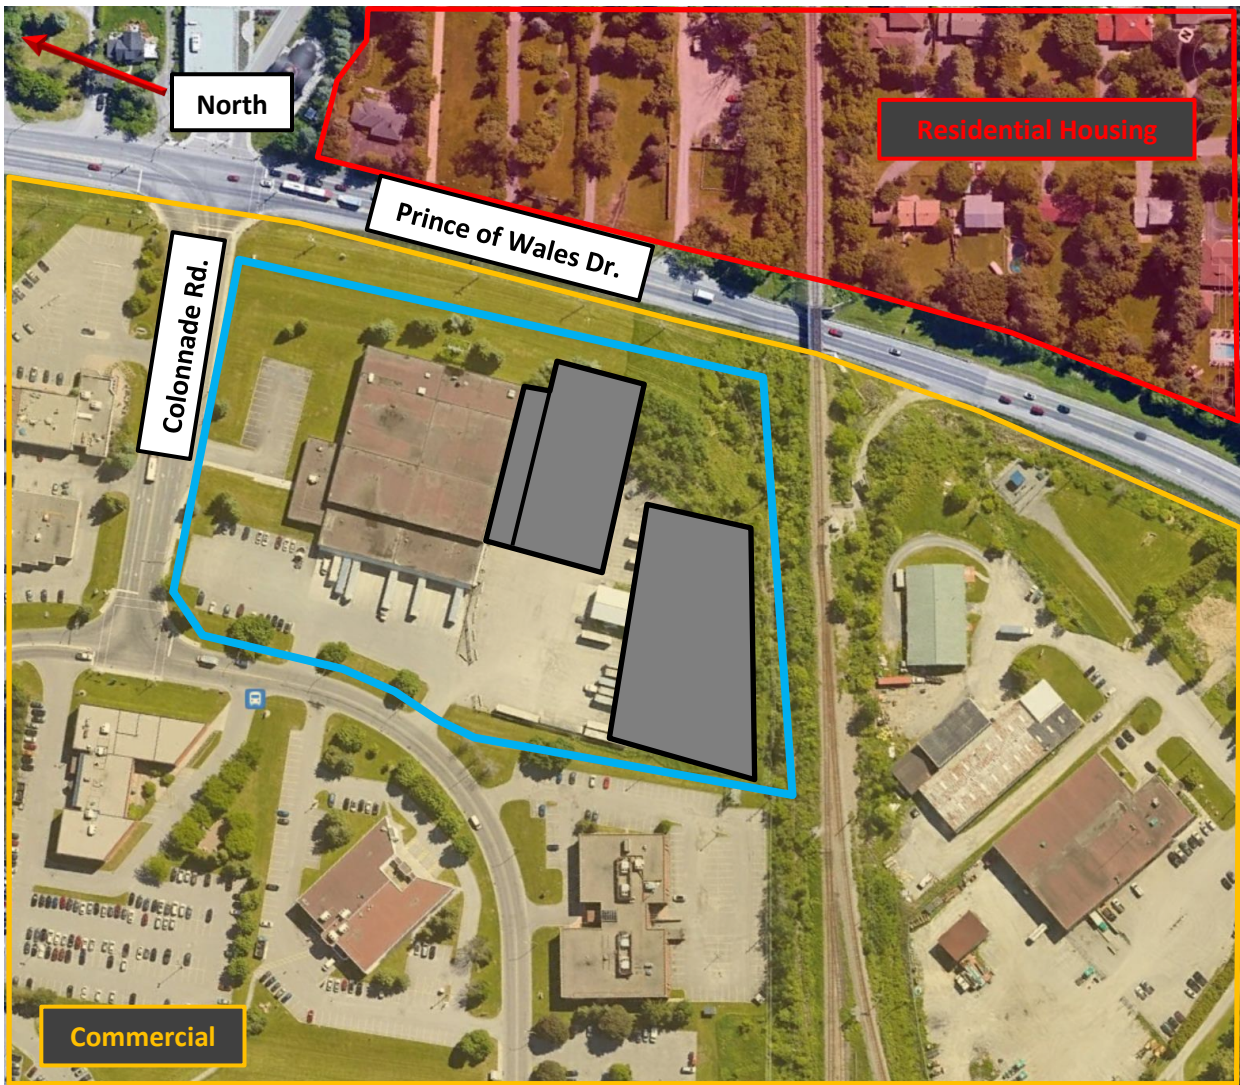 North
Residential Housing
Prince of Wales Dr.
Colonnade Rd.
Commercial